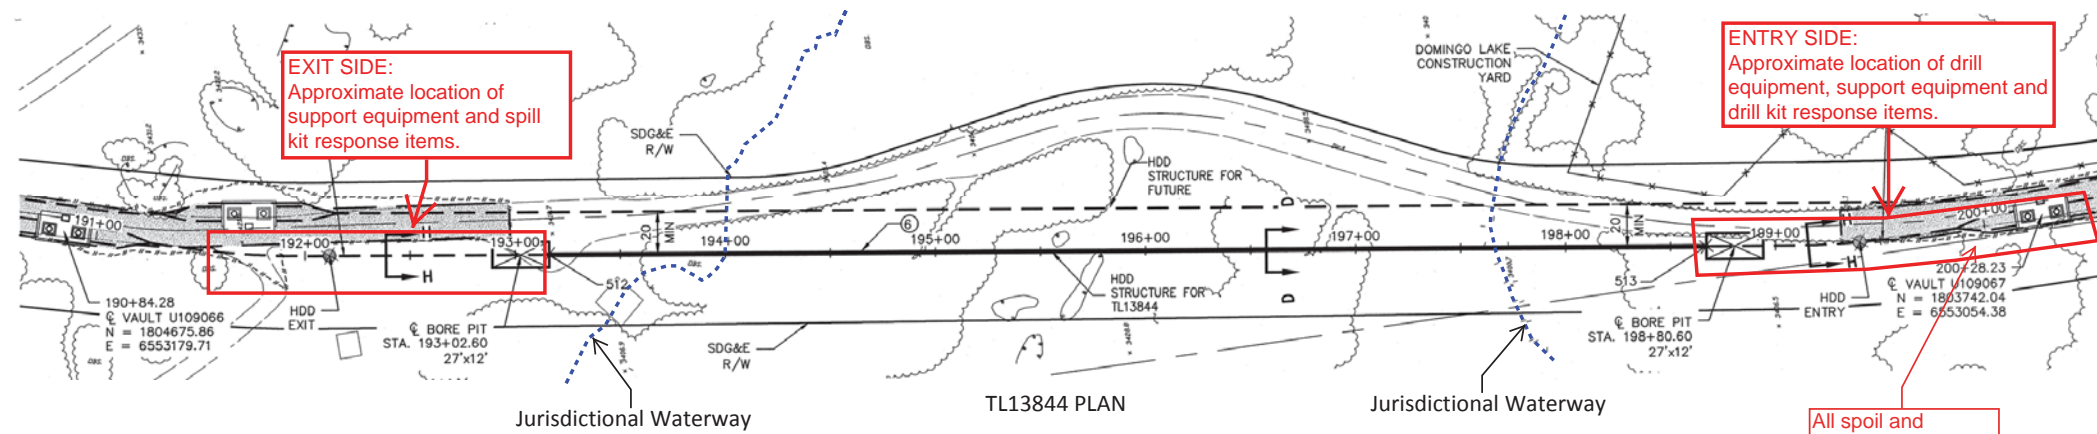 EXIT SIDE:
Approximate location of
support equipment and spill
kit response items.
SDG&E
R/W
DOMINGO LAKE
CONSTRUCTION
YARD
ENTRY SIDE:
Approximate location of drill
equipment, support equipment and
drill kit response items.
HDD
STRUCTURE FOR
FUTURE
20'
MIN
20'
MIN
D
D
H
H
H
H
6
191+00
192+00
193+00
194+00
195+00
196+00
197+00
198+00
199+00
200+00
190+84.28
℄ VAULT U109066
N = 1804675.86
E = 6553179.71
HDD
EXIT
℄ BORE PIT
STA. 193+02.60
27'x12'
512
SDG&E
R/W
HDD
STRUCTURE FOR
TL13844
513
℄ BORE PIT
STA. 198+80.60
27'x12'
HDD
ENTRY
200+28.23
℄ VAULT U109067
N = 1803742.04
E = 6553054.38
Jurisdictional Waterway
TL13844 PLAN
Jurisdictional Waterway
All spoil and